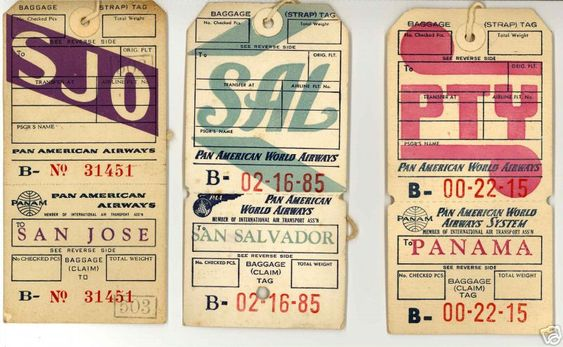 BAGGAGE (STRAP) TAG
No. Checked Pcs. Total Weight
SEE REVERSE SIDE
To ORIG. FLT.
SJO
TRANSFER AT AIRLINE FLT. No.
PSGR'S NAME
PAN AMERICAN AIRWAYS
B- No 31451
PAN AMERICAN AIRWAYS
PANAM
MEMBER OF INTERNATIONAL AIR TRANSPORT ASS'N
TO
SAN JOSE
SEE REVERSE SIDE
No. CHECKED PCS. BAGGAGE (CLAIM) TO TOTAL WEIGHT
B- No 31451
503
BAGGAGE (STRAP) TAG
No. Checked Pcs. Total Weight
SEE REVERSE SIDE
To ORIG. FLT.
SAL
TRANSFER AT AIRLINE FLT. No.
PSGR'S NAME
PAN AMERICAN WORLD AIRWAYS
B- 02-16-85
PAA
PAN AMERICAN
WORLD AIRWAYS
MEMBER OF INTERNATIONAL AIR TRANSPORT ASS'N
To
SAN SALVADOR
SEE REVERSE SIDE
No. CHECKED PCS. BAGGAGE TOTAL WEIGHT
(CLAIM)
TAG
B- 02-16-85
BAGGAGE (STRAP) TAG
No. Checked Pcs. Total Weight
SEE REVERSE SIDE
To ORIG. FLT.
PTY
TRANSFER AT AIRLINE FLT. No.
PSGR'S NAME
PAN AMERICAN WORLD AIRWAYS
B- 00-22-15
PANAM
PAN AMERICAN WORLD
AIRWAYS SYSTEM
MEMBER OF INTERNATIONAL AIR TRANSPORT ASS'N
To
PANAMA
SEE REVERSE SIDE
No. CHECKED PCS. BAGGAGE TOTAL WEIGHT
(CLAIM)
TAG
B- 00-22-15